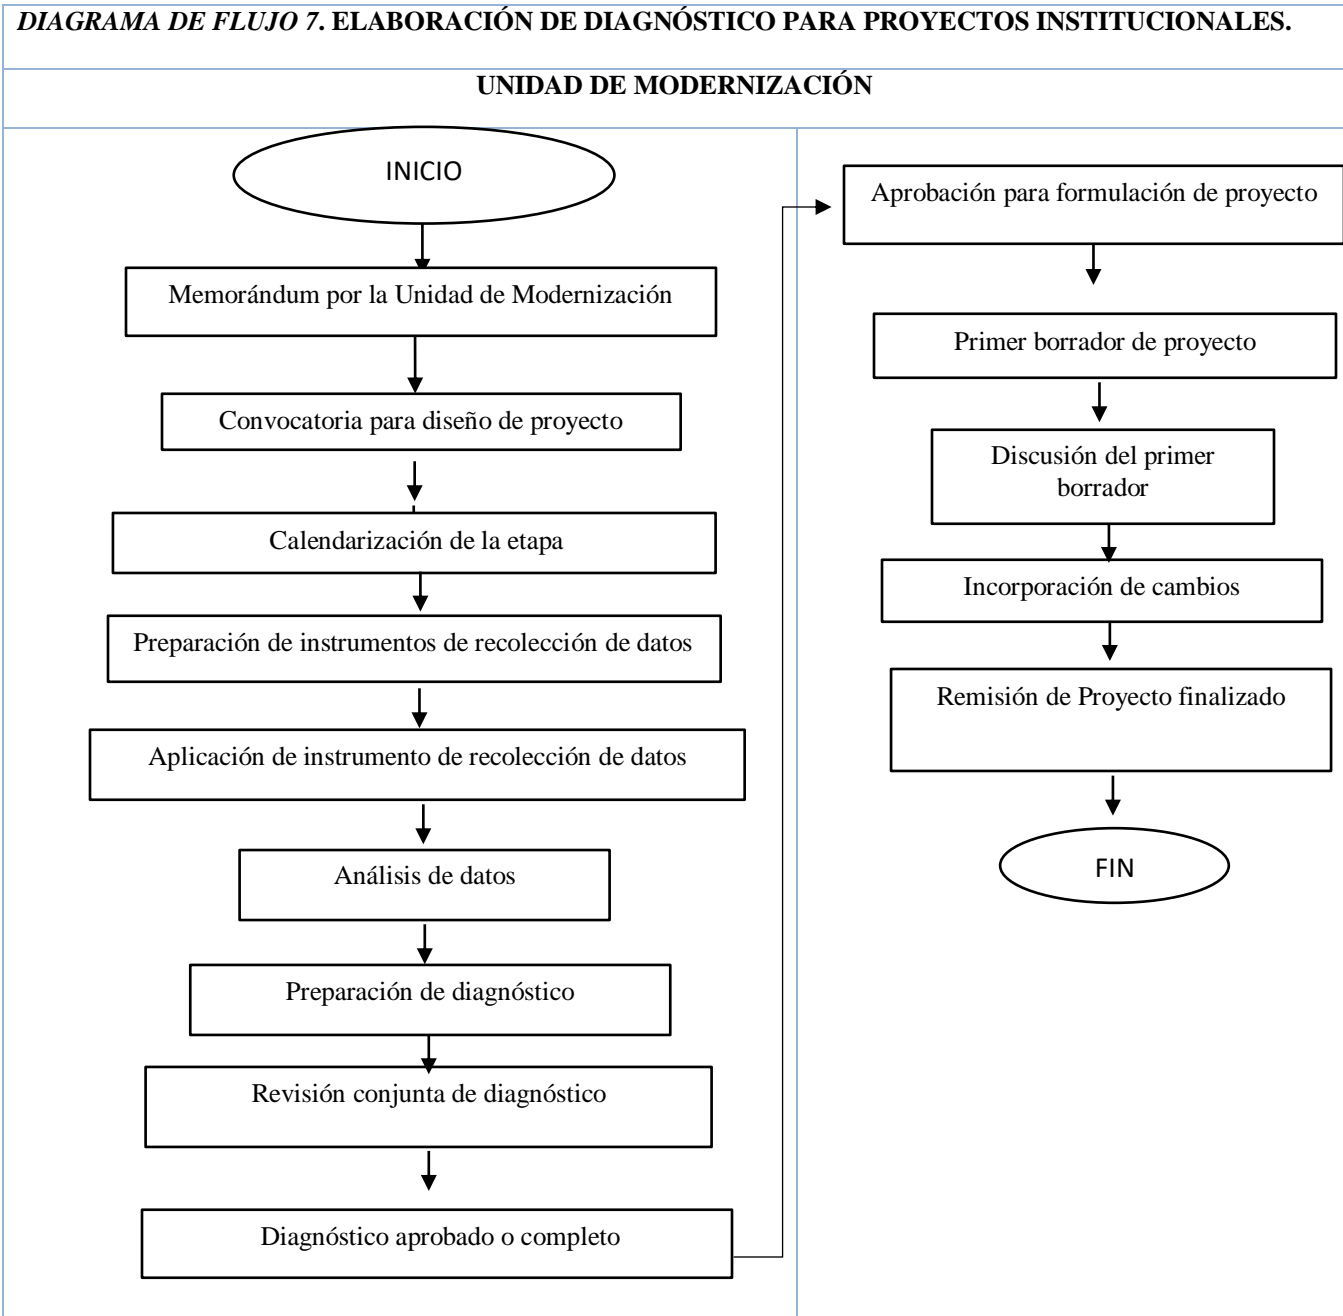 DIAGRAMA DE FLUJO 7. ELABORACIÓN DE DIAGNÓSTICO PARA PROYECTOS INSTITUCIONALES.
UNIDAD DE MODERNIZACIÓN
INICIO
Memorándum por la Unidad de Modernización
Convocatoria para diseño de proyecto
Calendarización de la etapa
Preparación de instrumentos de recolección de datos
Aplicación de instrumento de recolección de datos
Análisis de datos
Preparación de diagnóstico
Revisión conjunta de diagnóstico
Diagnóstico aprobado o completo
Aprobación para formulación de proyecto
Primer borrador de proyecto
Discusión del primer
borrador
Incorporación de cambios
Remisión de Proyecto finalizado
FIN